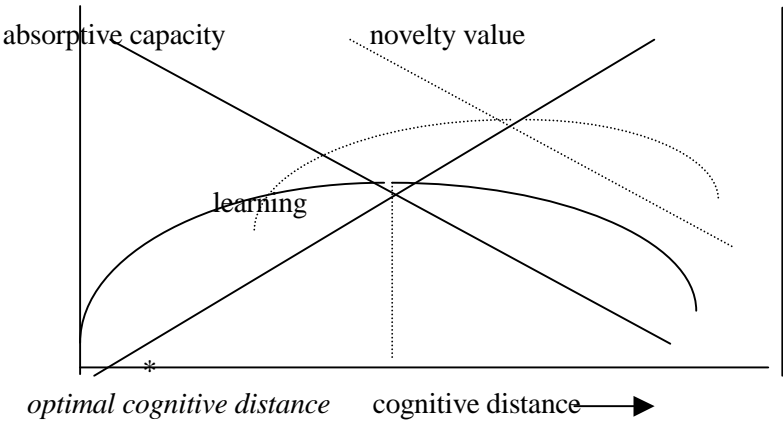 absorptive capacity novelty value
learning
*
optimal cognitive distance cognitive distance